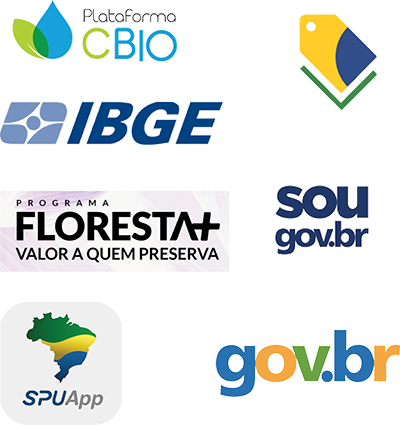 Plataforma
CBIO
IBGE
PROGRAMA
FLORESTA+
VALOR A QUEM PRESERVA
sou
gov.br
SPUApp
gov.br